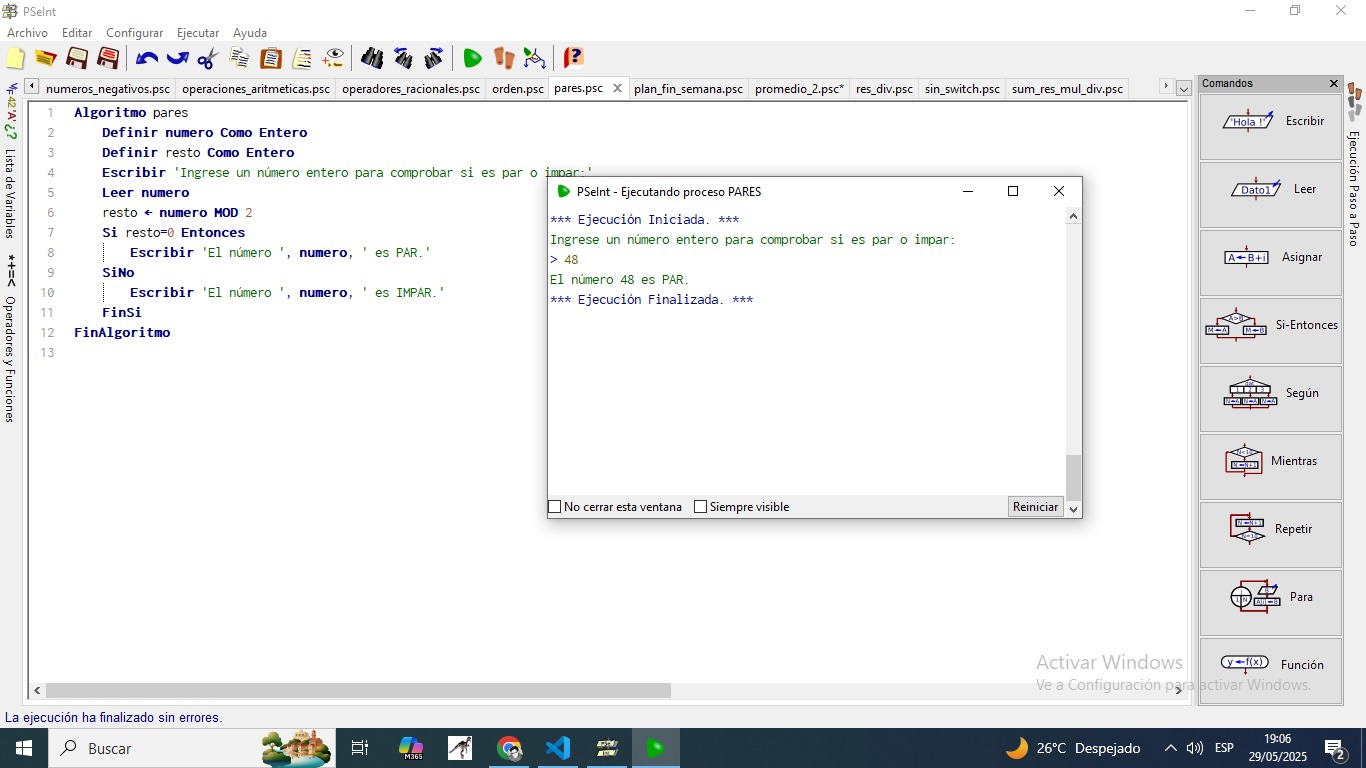 PSeInt
Archivo Editar Configurar Ejecutar Ayuda
numeros_negativos.psc operaciones_aritmeticas.psc operadores_racionales.psc orden.psc pares.psc plan_fin_semana.psc promedio_2.psc* res_div.psc sin_switch.psc sum_res_mul_div.psc
Lista de Variables
Operadores y Funciones
1 Algoritmo pares
2 Definir numero Como Entero
3 Definir resto Como Entero
4 Escribir 'Ingrese un número entero para comprobar si es par o impar:'
5 Leer numero
6 resto ← numero MOD 2
7 Si resto=0 Entonces
8 Escribir 'El número ', numero, ' es PAR.'
9 SiNo
10 Escribir 'El número ', numero, ' es IMPAR.'
11 FinSi
12 FinAlgoritmo
13
PSeInt - Ejecutando proceso PARES
*** Ejecución Iniciada. ***
Ingrese un número entero para comprobar si es par o impar:
> 48
El número 48 es PAR.
*** Ejecución Finalizada. ***
No cerrar esta ventana Siempre visible Reiniciar
Comandos
'Hola !' Escribir
Dato1 Leer
A←B+i Asignar
A>B M←A M←B Si-Entonces
Según
Mientras
Repetir
Para
y←f(x) Función
Ejecución Paso a Paso
Activar Windows
Ve a Configuración para activar Windows.
La ejecución ha finalizado sin errores.
Buscar
M365
26°C Despejado
ESP
19:06
29/05/2025
2